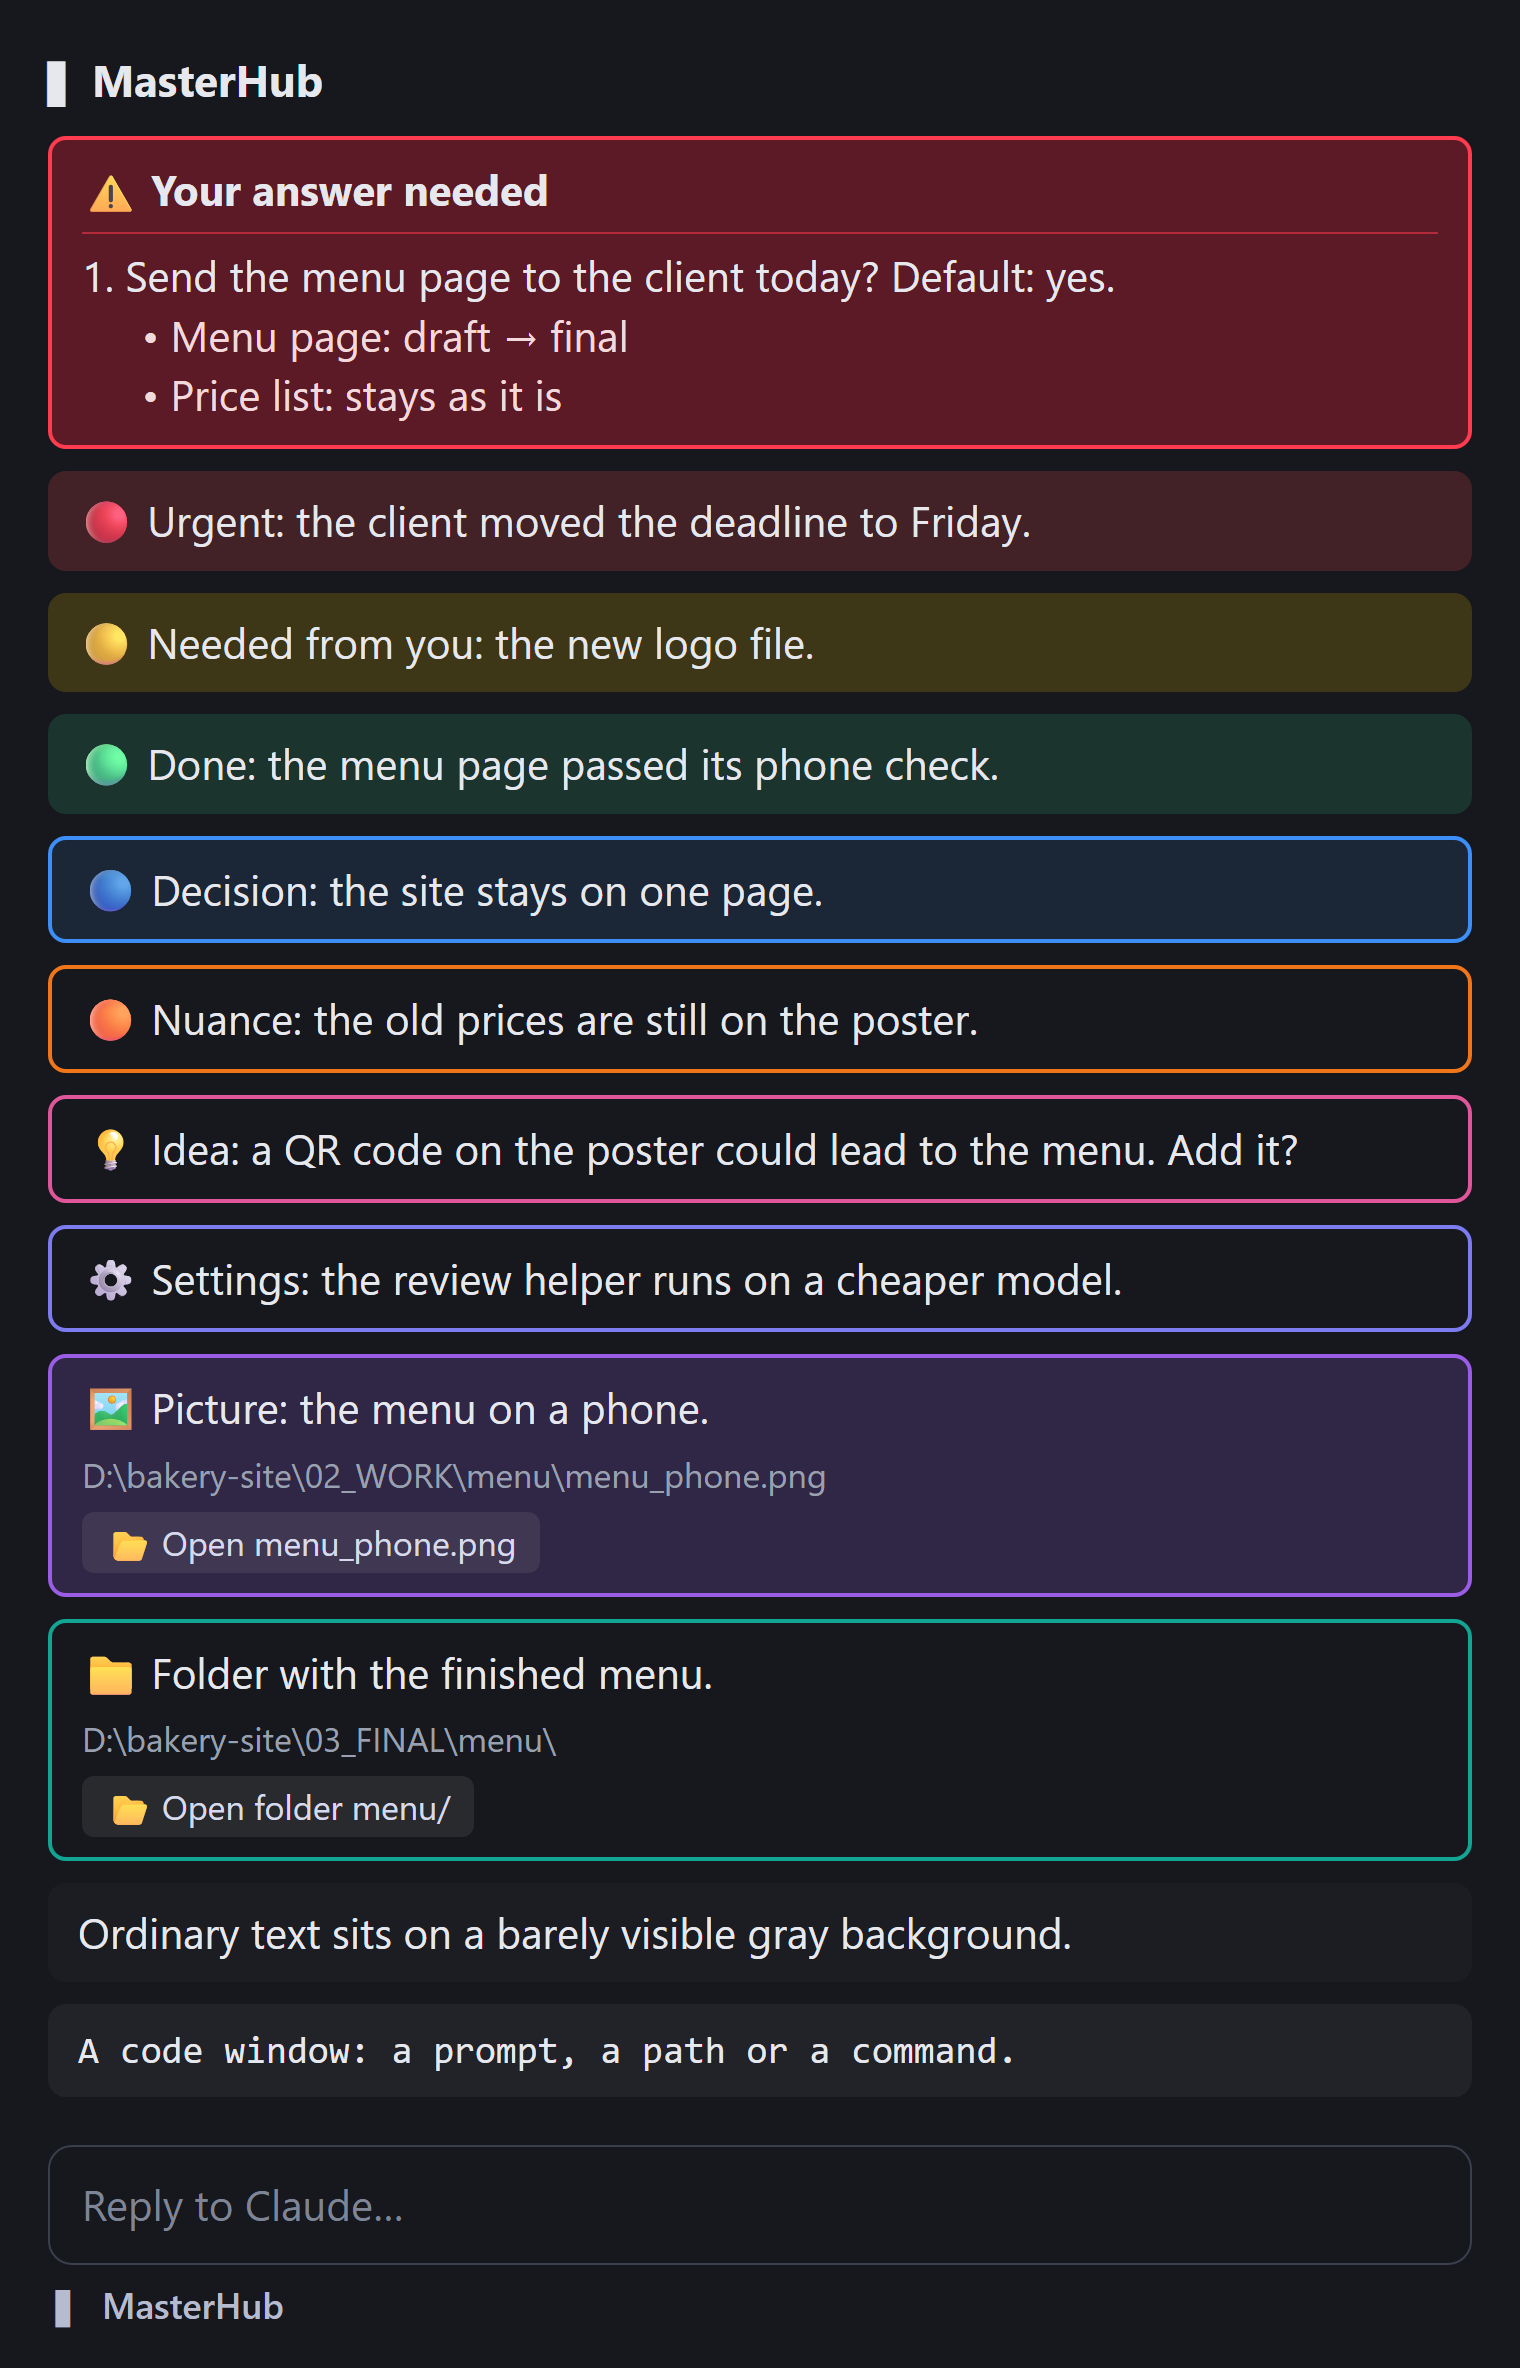 MasterHub
⚠️ Your answer needed
1. Send the menu page to the client today? Default: yes.
• Menu page: draft → final
• Price list: stays as it is
Urgent: the client moved the deadline to Friday.
Needed from you: the new logo file.
Done: the menu page passed its phone check.
Decision: the site stays on one page.
Nuance: the old prices are still on the poster.
Idea: a QR code on the poster could lead to the menu. Add it?
Settings: the review helper runs on a cheaper model.
Picture: the menu on a phone.
D:\bakery-site\02_WORK\menu\menu_phone.png
Open menu_phone.png
Folder with the finished menu.
D:\bakery-site\03_FINAL\menu\
Open folder menu/
Ordinary text sits on a barely visible gray background.
A code window: a prompt, a path or a command.
Reply to Claude...
MasterHub